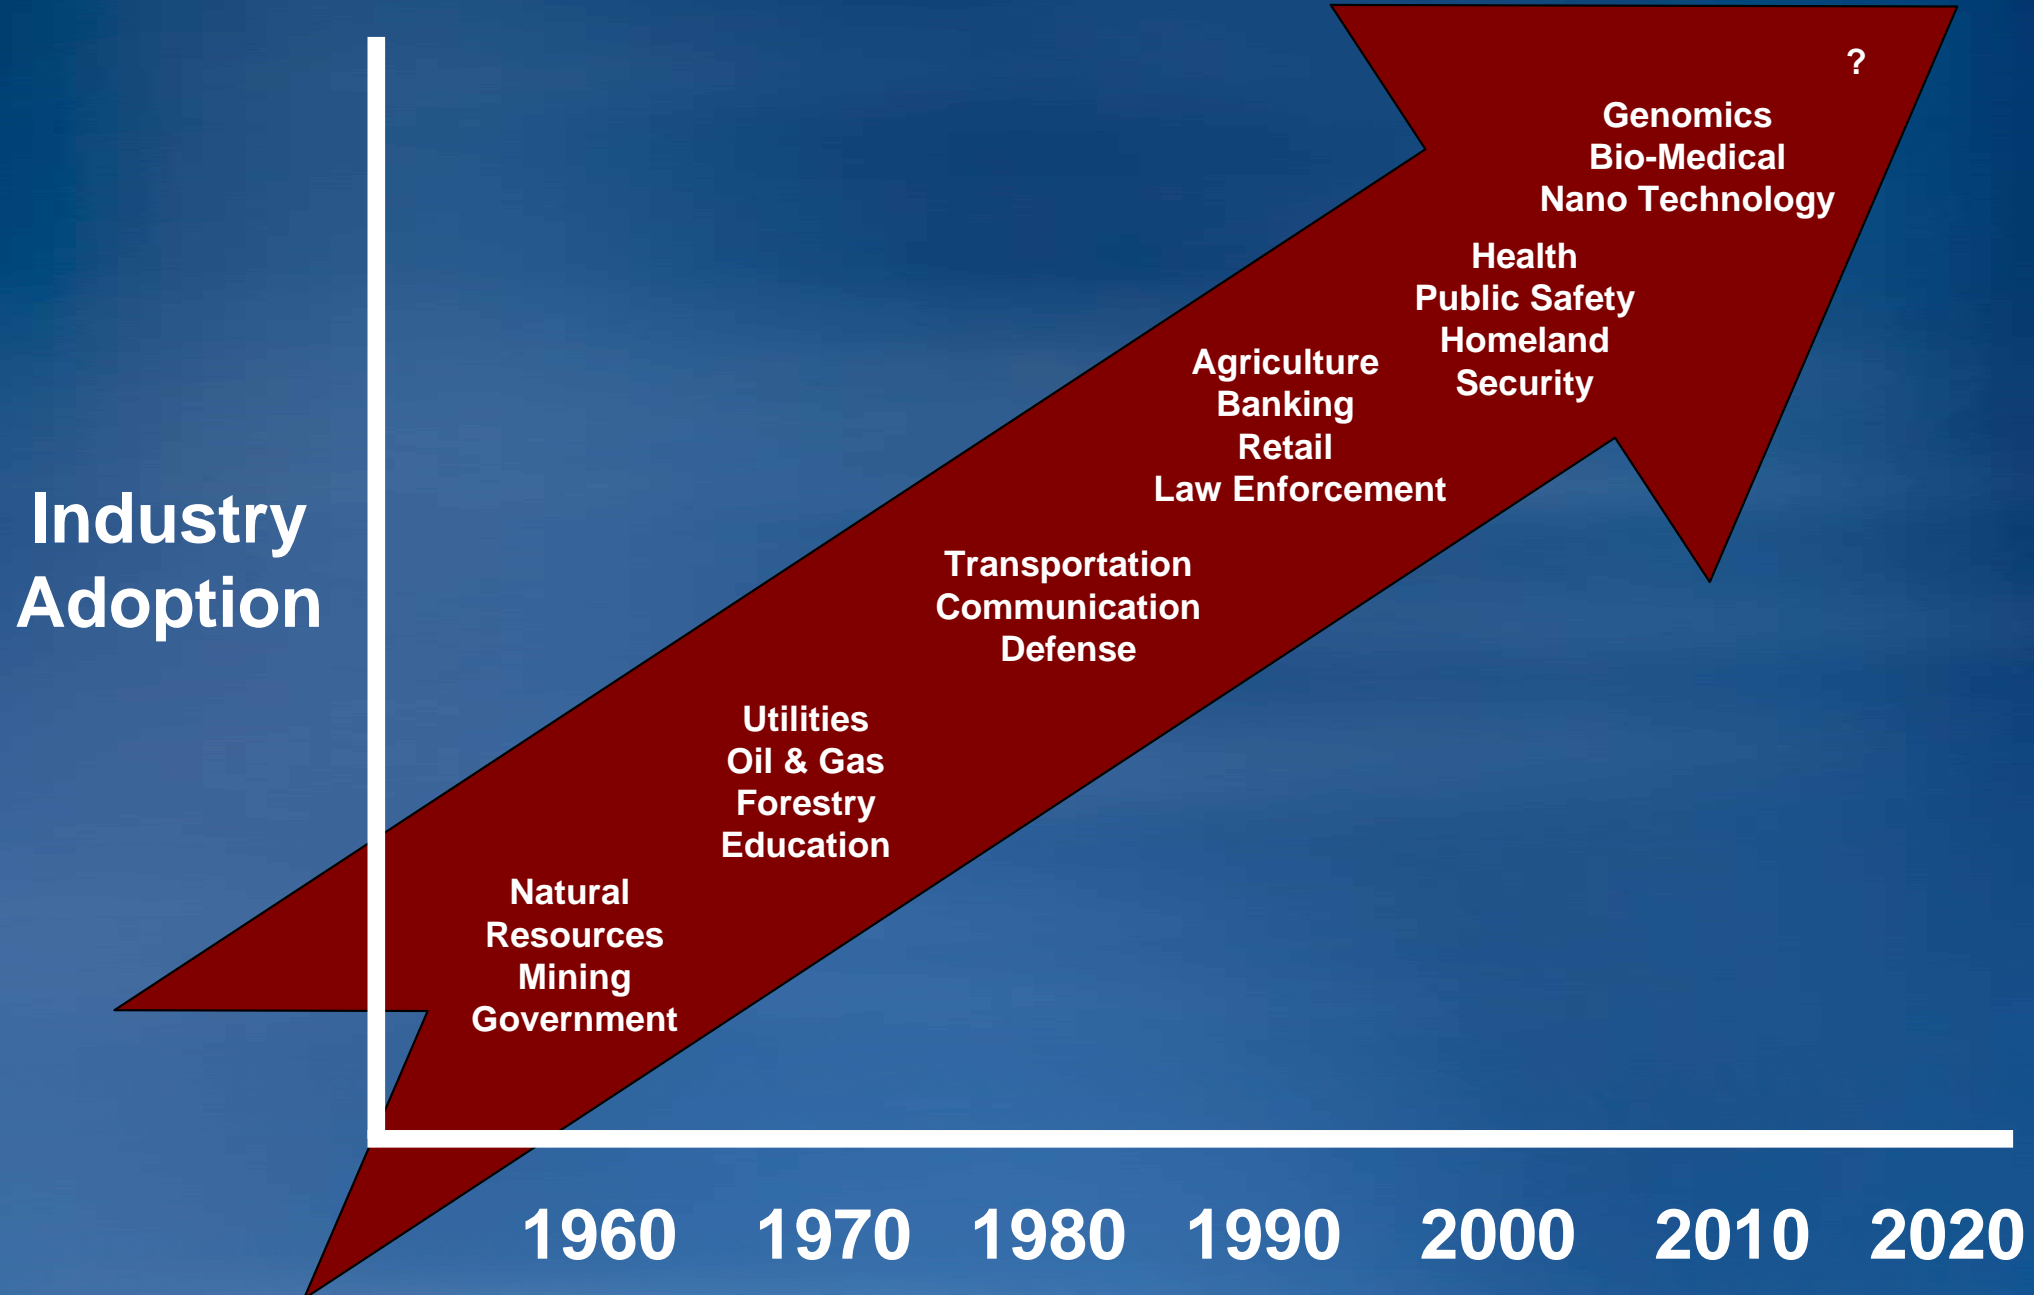 ?
Genomics
Bio-Medical
Nano Technology
Health
Public Safety
Homeland
Security
Agriculture
Banking
Retail
Law Enforcement
Industry
Adoption
Transportation
Communication
Defense
Utilities
Oil & Gas
Forestry
Education
Natural
Resources
Mining
Government
1960 1970 1980 1990 2000 2010 2020